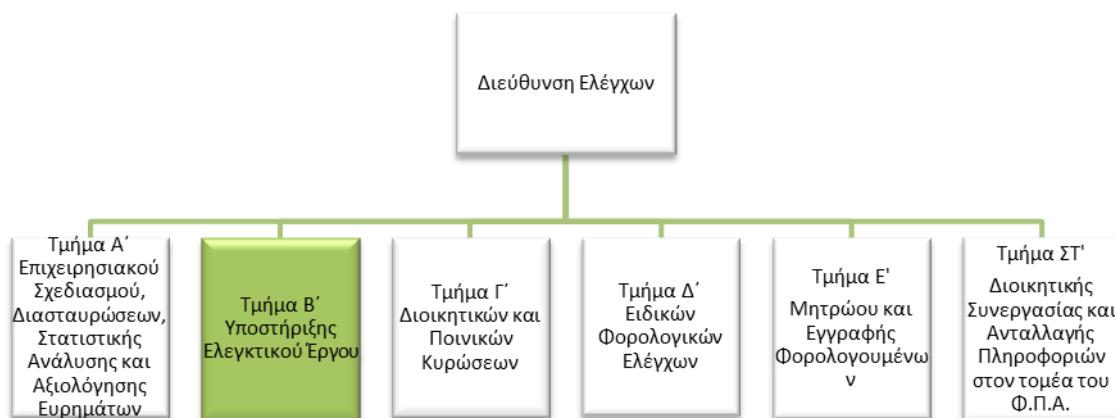 Διεύθυνση Ελέγχων
Τμήμα Α΄
Επιχειρησιακού
Σχεδιασμού,
Διασταυρώσεων,
Στατιστικής
Ανάλυσης και
Αξιολόγησης
Ευρημάτων
Τμήμα Β΄
Υποστήριξης
Ελεγκτικού Έργου
Τμήμα Γ΄
Διοικητικών και
Ποινικών
Κυρώσεων
Τμήμα Δ΄
Ειδικών
Φορολογικών
Ελέγχων
Τμήμα Ε'
Μητρώου και
Εγγραφής
Φορολογουμένω
ν
Τμήμα ΣΤ'
Διοικητικής
Συνεργασίας και
Ανταλλαγής
Πληροφοριών
στον τομέα του
Φ.Π.Α.